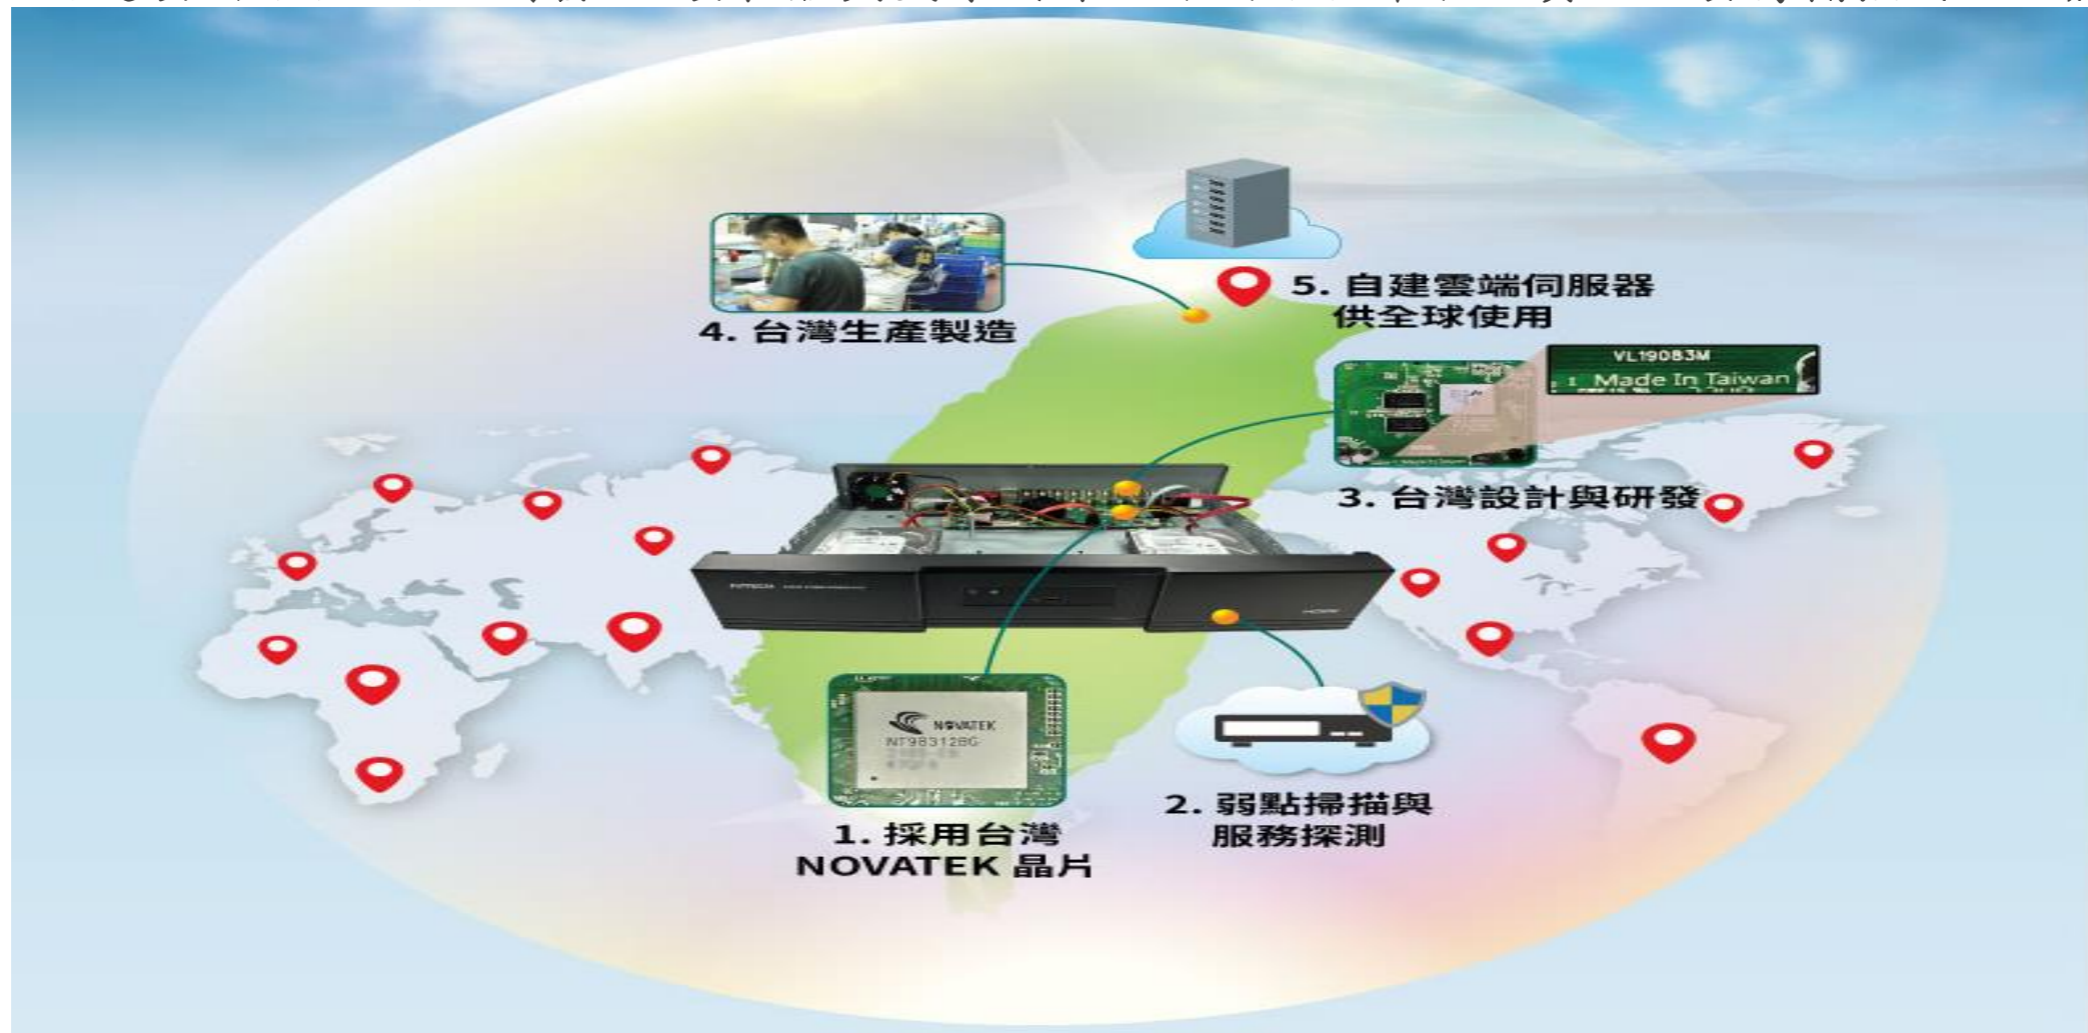 4. 台灣生產製造
5. 自建雲端伺服器
供全球使用
VL19083M
Made In Taiwan
3. 台灣設計與研發
NOVATEK
NT98312BG
HDMI
1. 採用台灣
NOVATEK 晶片
2. 弱點掃描與
服務探測